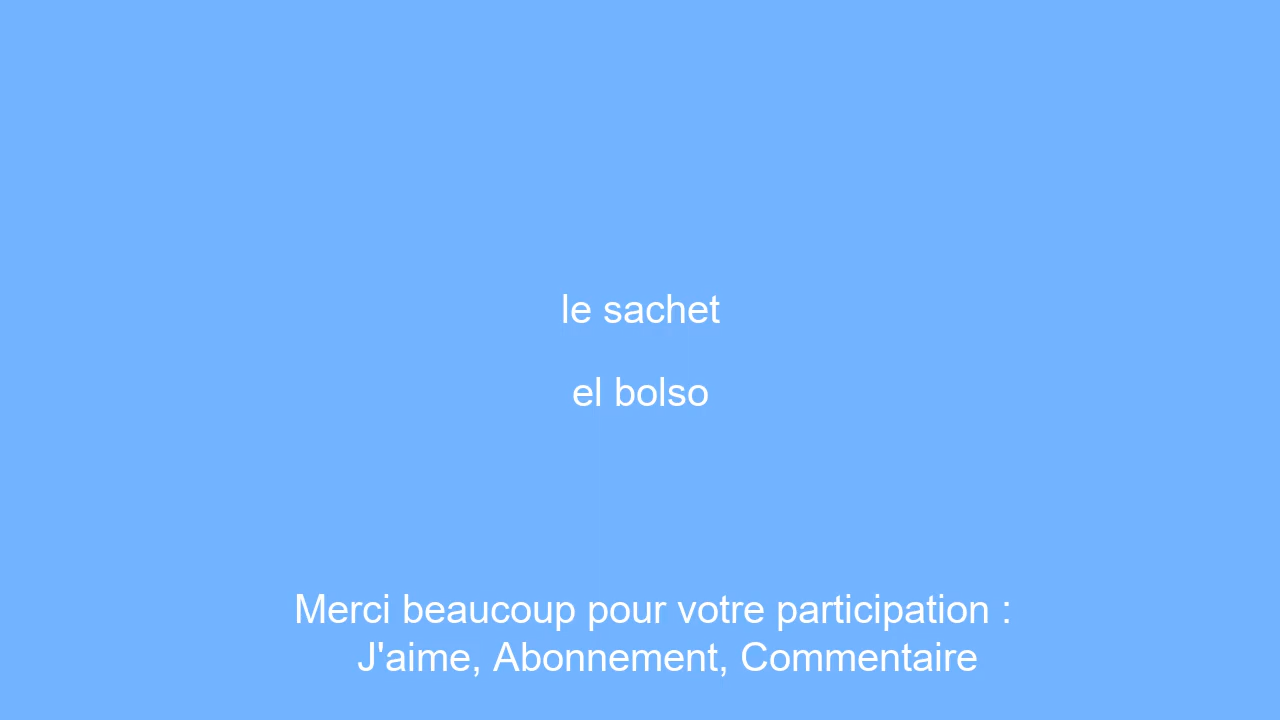 le sachet
el bolso
Merci beaucoup pour votre participation :
J'aime, Abonnement, Commentaire